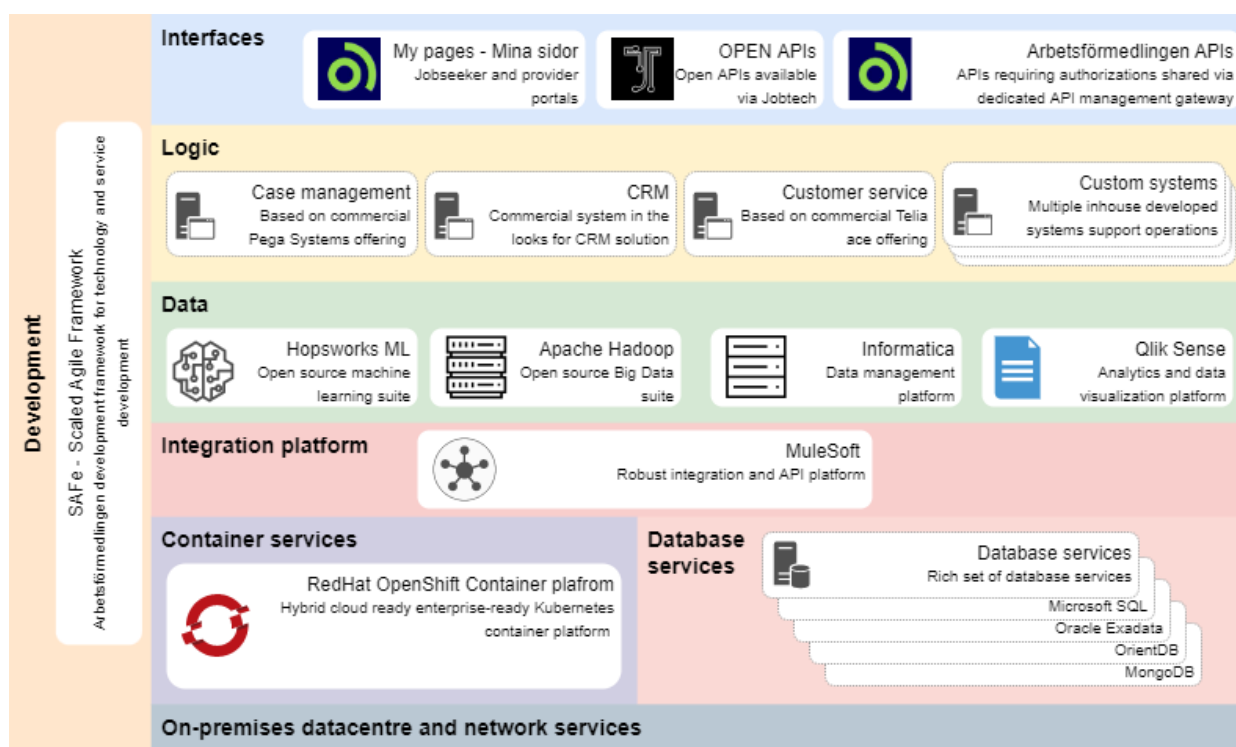 Development
SAFe - Scaled Agile Framework
Arbetsförmedlingen development framework for technology and service
development
Interfaces
My pages - Mina sidor
Jobseeker and provider
portals
OPEN APIs
Open APIs available
via Jobtech
Arbetsförmedlingen APIs
APIs requiring authorizations shared via
dedicated API management gateway
Logic
Case management
Based on commercial
Pega Systems offering
CRM
Commercial system in the
looks for CRM solution
Customer service
Based on commercial Telia
ace offering
Custom systems
Multiple inhouse developed
systems support operations
Data
Hopsworks ML
Open source machine
learning suite
Apache Hadoop
Open source Big Data
suite
Informatica
Data management
platform
Qlik Sense
Analytics and data
visualization platform
Integration platform
MuleSoft
Robust integration and API platform
Container services
RedHat OpenShift Container plafrom
Hybrid cloud ready enterprise-ready Kubernetes
container platform
Database
services
Database services
Rich set of database services
Microsoft SQL
Oracle Exadata
OrientDB
MongoDB
On-premises datacentre and network services